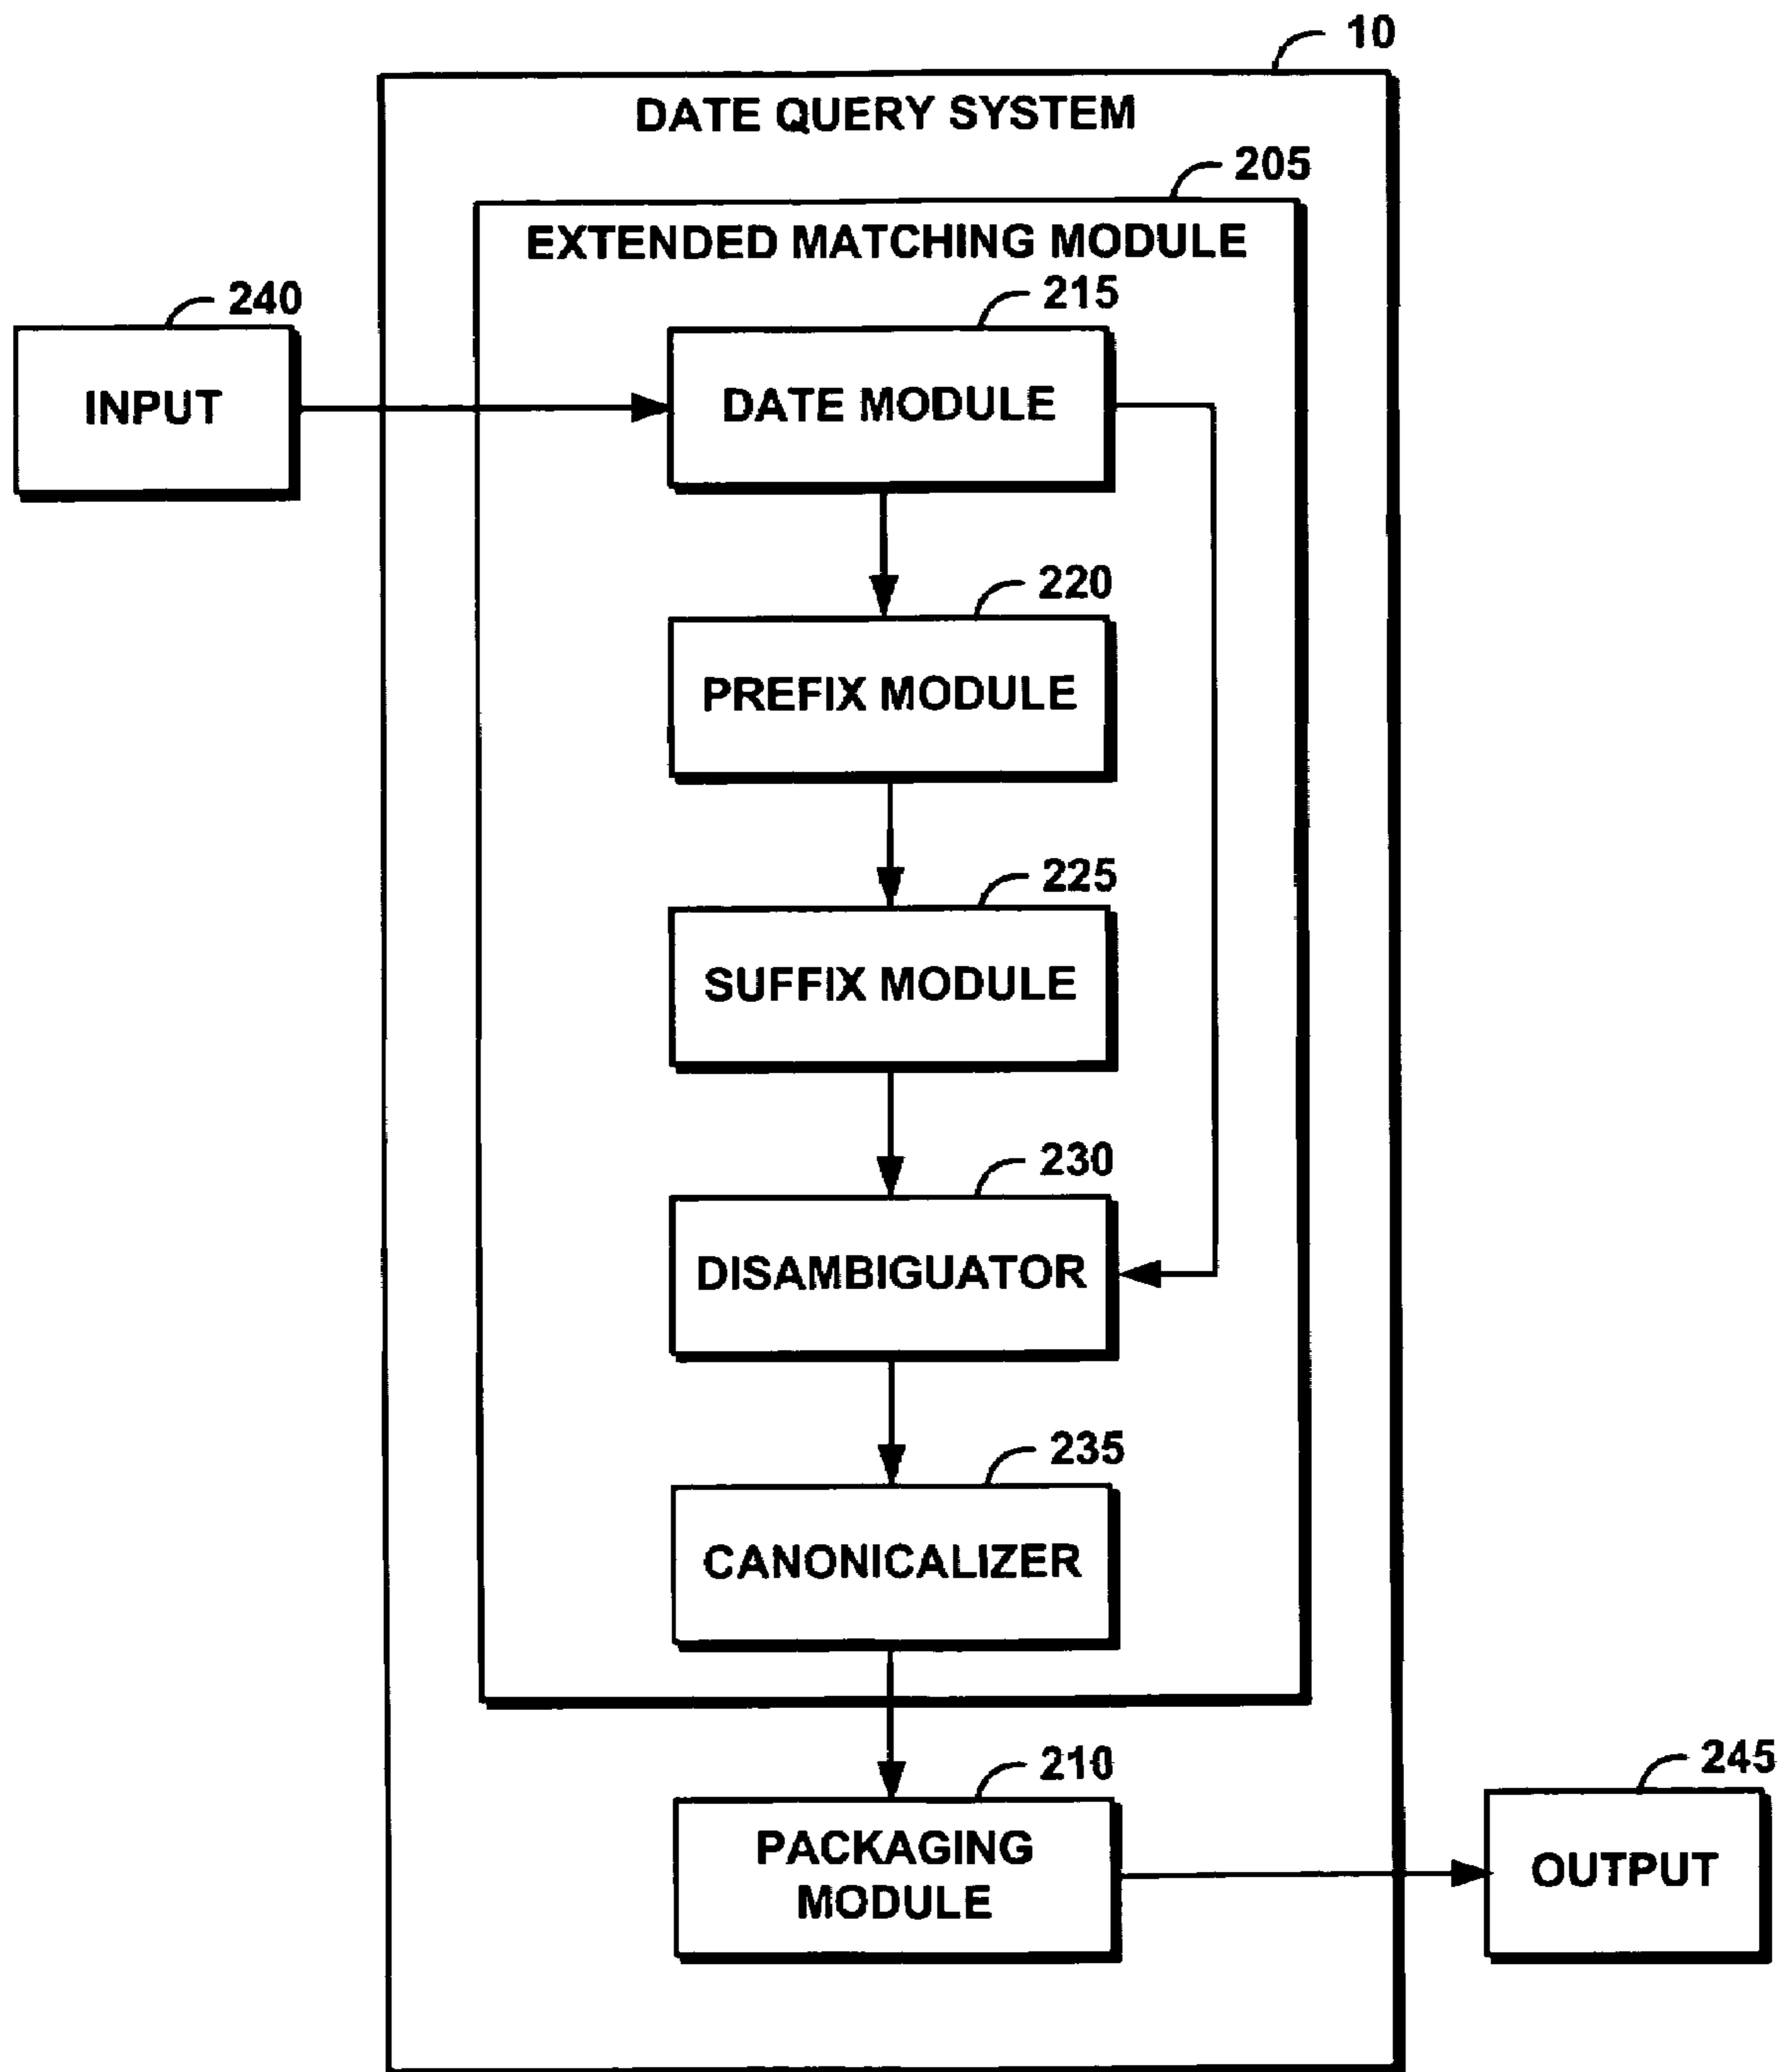 10
DATE QUERY SYSTEM
205
EXTENDED MATCHING MODULE
240
INPUT
215
DATE MODULE
220
PREFIX MODULE
225
SUFFIX MODULE
230
DISAMBIGUATOR
235
CANONICALIZER
210
PACKAGING
MODULE
245
OUTPUT